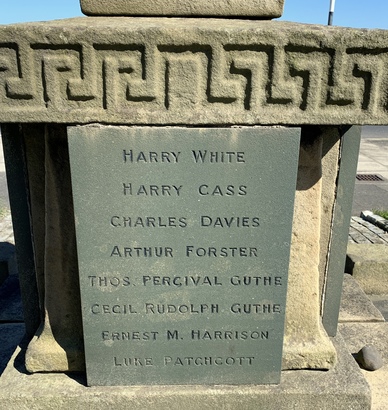 HARRY WHITE
HARRY CASS
CHARLES DAVIES
ARTHUR FORSTER
THOS. PERCIVAL GUTHE
CECIL RUDOLPH GUTHE
ERNEST M. HARRISON
LUKE PATCHCOTT